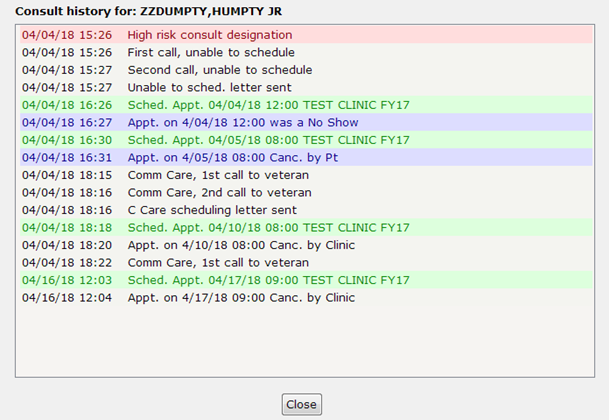 Consult history for: ZZDUMPTY,HUMPTY JR
04/04/18 15:26 High risk consult designation
04/04/18 15:26 First call, unable to schedule
04/04/18 15:27 Second call, unable to schedule
04/04/18 15:27 Unable to sched. letter sent
04/04/18 16:26 Sched. Appt. 04/04/18 12:00 TEST CLINIC FY17
04/04/18 16:27 Appt. on 4/04/18 12:00 was a No Show
04/04/18 16:30 Sched. Appt. 04/05/18 08:00 TEST CLINIC FY17
04/04/18 16:31 Appt. on 4/05/18 08:00 Canc. by Pt
04/04/18 18:15 Comm Care, 1st call to veteran
04/04/18 18:16 Comm Care, 2nd call to veteran
04/04/18 18:16 C Care scheduling letter sent
04/04/18 18:18 Sched. Appt. 04/10/18 08:00 TEST CLINIC FY17
04/04/18 18:20 Appt. on 4/10/18 08:00 Canc. by Clinic
04/04/18 18:22 Comm Care, 1st call to veteran
04/16/18 12:03 Sched. Appt. 04/17/18 09:00 TEST CLINIC FY17
04/16/18 12:04 Appt. on 4/17/18 09:00 Canc. by Clinic
Close